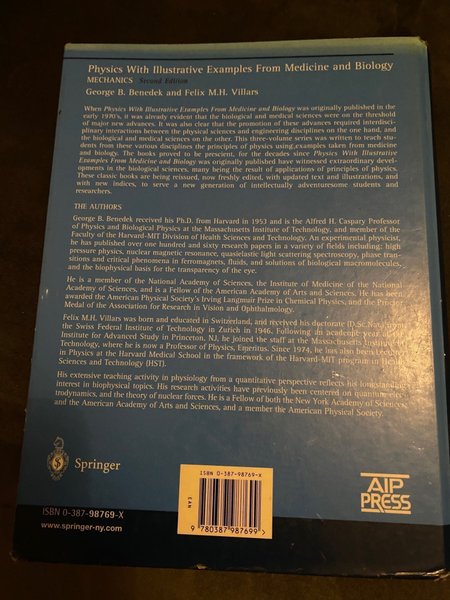 Physics With Illustrative Examples From Medicine and Biology
MECHANICS Second Edition
George B. Benedek and Felix M.H. Villars
When Physics With Illustrative Examples From Medicine and Biology was originally published in the
early 1970's, it was already evident that the biological and medical sciences were on the threshold
of major new advances. It was also clear that the promotion of these advances required interdisci-
plinary interactions between the physical sciences and engineering disciplines on the one hand, and
the biological and medical sciences on the other. This three-volume series was written to teach stu-
dents from these various disciplines the principles of physics using examples taken from medicine
and biology. The books proved to be prescient, for the decades since Physics With Illustrative
Examples From Medicine and Biology was originally published have witnessed extraordinary devel-
opments in the biological sciences, many being the result of applications of principles of physics.
These classic books are being reissued, now freshly edited, with updated text and illustrations, and
with new indices, to serve a new generation of intellectually adventuresome students and
researchers.
THE AUTHORS
George B. Benedek received his Ph.D. from Harvard in 1953 and is the Alfred H. Caspary Professor
of Physics and Biological Physics at the Massachusetts Institute of Technology, and member of the
Faculty of the Harvard-MIT Division of Health Sciences and Technology. An experimental physicist,
he has published over one hundred and sixty research papers in a variety of fields including: high
pressure physics, nuclear magnetic resonance, quasielastic light scattering spectroscopy, phase tran-
sitions and critical phenomena in ferromagnets, fluids, and solutions of biological macromolecules,
and the biophysical basis for the transparency of the eye.
He is a member of the National Academy of Sciences, the Institute of Medicine of the National
Academy of Sciences, and is a Fellow of the American Academy of Arts and Sciences. He has been
awarded the American Physical Society's Irving Langmuir Prize in Chemical Physics, and the Proctor
Medal of the Association for Research in Vision and Ophthalmology.
Felix M.H. Villars was born and educated in Switzerland, and received his doctorate (D.Sc.Nat.) from
the Swiss Federal Institute of Technology in Zurich in 1946. Following an academic year at the
Institute for Advanced Study in Princeton, NJ, he joined the staff at the Massachusetts Institute of
Technology, where he is now a Professor of Physics, Emeritus. Since 1974, he has also been Lecturer
in Physics at the Harvard Medical School in the framework of the Harvard-MIT program in Health
Sciences and Technology (HST).
His extensive teaching activity in physiology from a quantitative perspective reflects his longstanding
interest in biophysical topics. His research activities have previously been centered on quantum elec-
trodynamics, and the theory of nuclear forces. He is a Fellow of both the New York Academy of Sciences
and the American Academy of Arts and Sciences, and a member the American Physical Society.
Springer
ISBN 0-387-98769-X
EAN
9 780387 987699 >
AIP
PRESS
ISBN 0-387-98769-X
www.springer-ny.com